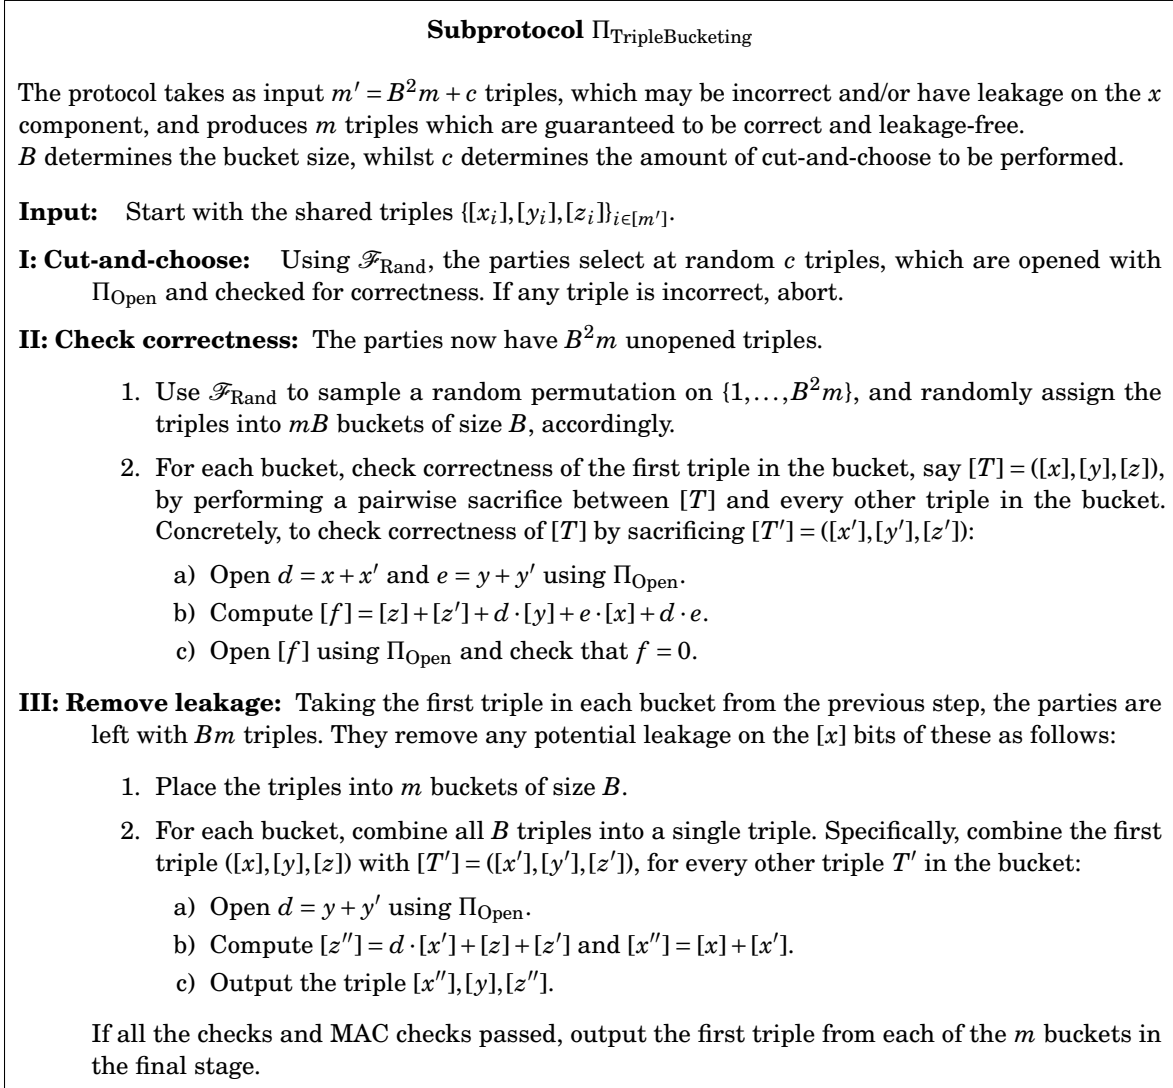 Subprotocol Π_TripleBucketing
The protocol takes as input m′ = B²m + c triples, which may be incorrect and/or have leakage on the x
component, and produces m triples which are guaranteed to be correct and leakage-free.
B determines the bucket size, whilst c determines the amount of cut-and-choose to be performed.
Input: Start with the shared triples {[x_i],[y_i],[z_i]}_{i∈[m′]}.
I: Cut-and-choose: Using ℱ_Rand, the parties select at random c triples, which are opened with
Π_Open and checked for correctness. If any triple is incorrect, abort.
II: Check correctness: The parties now have B²m unopened triples.
1. Use ℱ_Rand to sample a random permutation on {1,...,B²m}, and randomly assign the
triples into mB buckets of size B, accordingly.
2. For each bucket, check correctness of the first triple in the bucket, say [T] = ([x],[y],[z]),
by performing a pairwise sacrifice between [T] and every other triple in the bucket.
Concretely, to check correctness of [T] by sacrificing [T′] = ([x′],[y′],[z′]):
a) Open d = x + x′ and e = y + y′ using Π_Open.
b) Compute [f] = [z] + [z′] + d · [y] + e · [x] + d · e.
c) Open [f] using Π_Open and check that f = 0.
III: Remove leakage: Taking the first triple in each bucket from the previous step, the parties are
left with Bm triples. They remove any potential leakage on the [x] bits of these as follows:
1. Place the triples into m buckets of size B.
2. For each bucket, combine all B triples into a single triple. Specifically, combine the first
triple ([x],[y],[z]) with [T′] = ([x′],[y′],[z′]), for every other triple T′ in the bucket:
a) Open d = y + y′ using Π_Open.
b) Compute [z″] = d · [x′] + [z] + [z′] and [x″] = [x] + [x′].
c) Output the triple [x″],[y],[z″].
If all the checks and MAC checks passed, output the first triple from each of the m buckets in
the final stage.